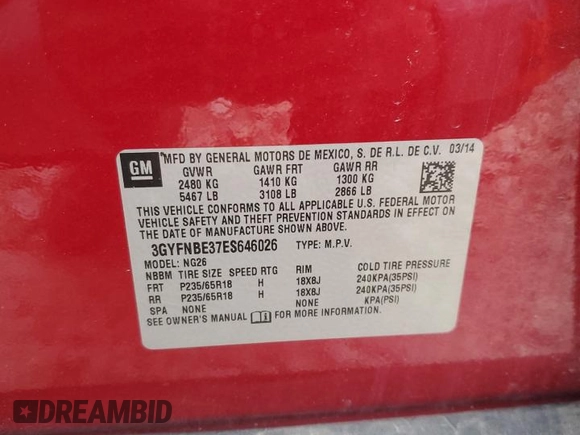 GM MFD BY GENERAL MOTORS DE MEXICO, S. DE R.L. DE C.V. 03/14
GVWR GAWR FRT GAWR RR
2480 KG 1410 KG 1300 KG
5467 LB 3108 LB 2866 LB
THIS VEHICLE CONFORMS TO ALL APPLICABLE U.S. FEDERAL MOTOR
VEHICLE SAFETY AND THEFT PREVENTION STANDARDS IN EFFECT ON
THE DATE OF MANUFACTURE SHOWN ABOVE.
3GYFNBE37ES646026 TYPE: M.P.V.
MODEL: NG26
NBBM TIRE SIZE SPEED RTG RIM COLD TIRE PRESSURE
FRT P235/65R18 H 18X8J 240KPA(35PSI)
RR P235/65R18 H 18X8J 240KPA(35PSI)
SPA NONE NONE KPA(PSI)
SEE OWNER'S MANUAL FOR MORE INFORMATION.
DREAMBID